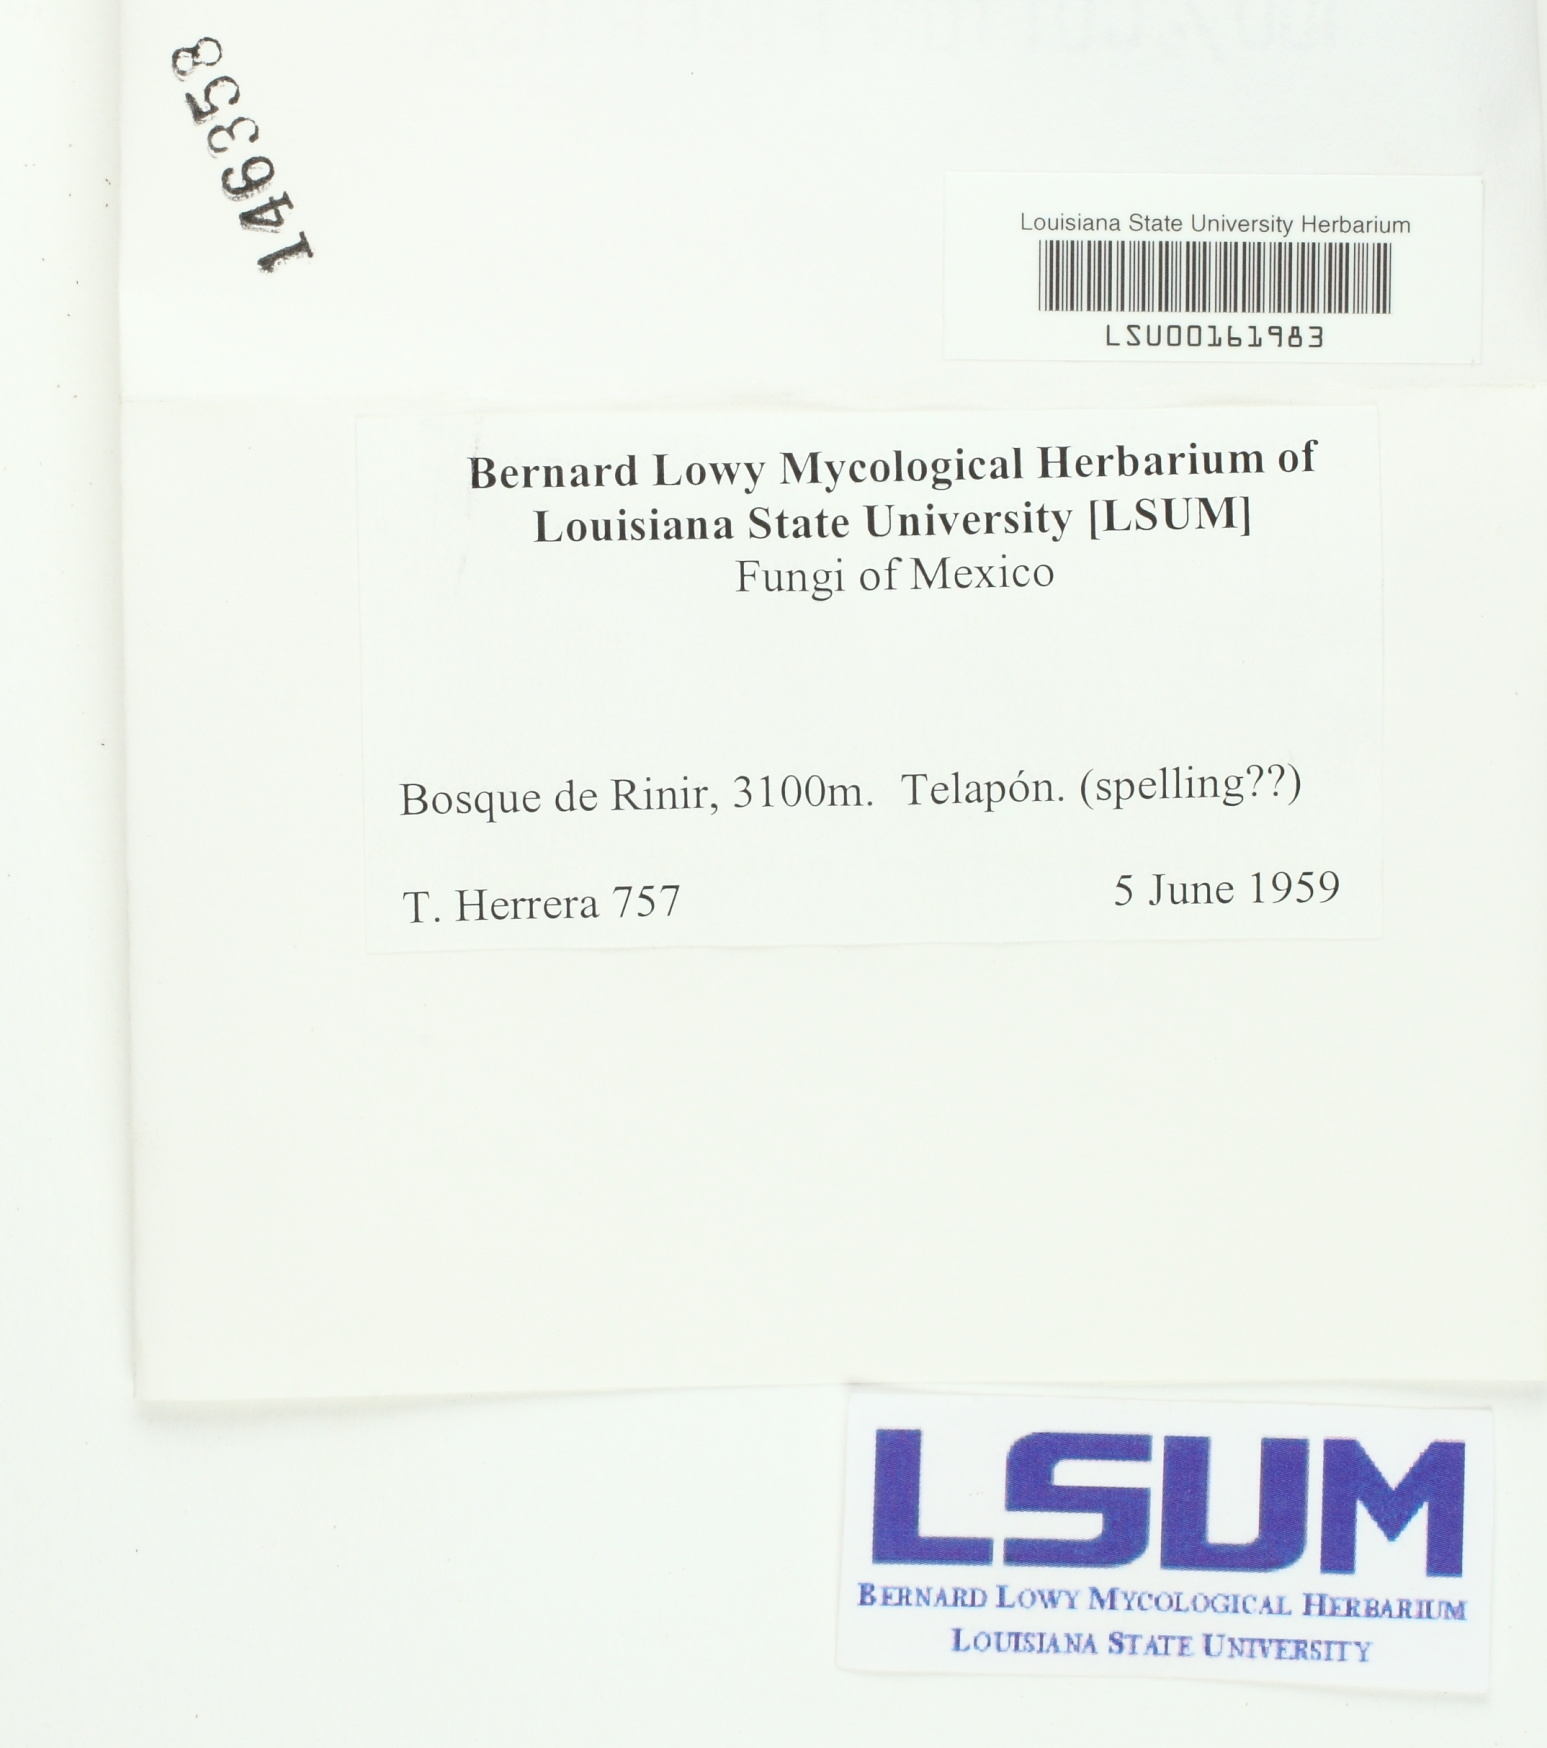 146358
Louisiana State University Herbarium
LSU00161983
Bernard Lowy Mycological Herbarium of
Louisiana State University [LSUM]
Fungi of Mexico
Bosque de Rinir, 3100m. Telapón. (spelling??)
T. Herrera 757 5 June 1959
LSUM
BERNARD LOWY MYCOLOGICAL HERBARIUM
LOUISIANA STATE UNIVERSITY